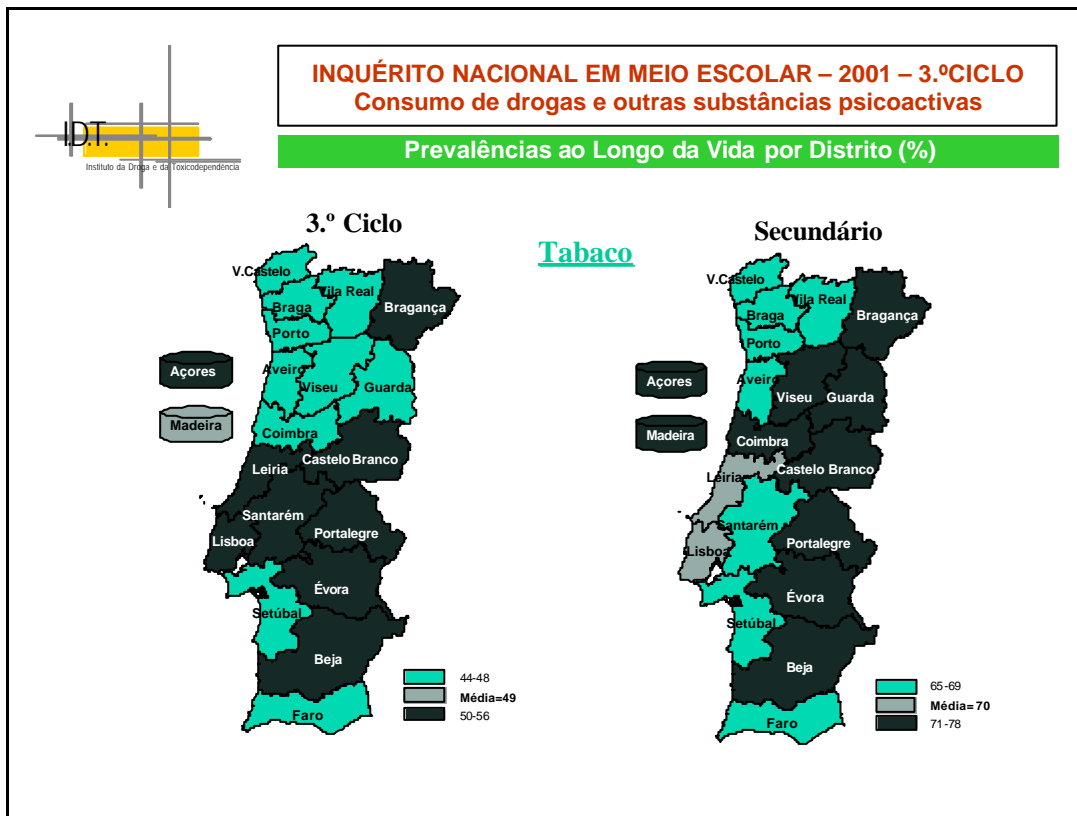 INQUÉRITO NACIONAL EM MEIO ESCOLAR – 2001 – 3.ºCICLO
Consumo de drogas e outras substâncias psicoactivas
I.D.T.
Instituto da Droga e da Toxicodependência
Prevalências ao Longo da Vida por Distrito (%)
3.º Ciclo
Tabaco
Secundário
V.Castelo
Vila Real
Bragança
Braga
Porto
Açores
Aveiro
Viseu
Guarda
Madeira
Coimbra
Castelo Branco
Leiria
Santarém
Lisboa
Portalegre
Évora
Setúbal
Beja
Faro
44-48
Média=49
50-56
V.Castelo
Vila Real
Bragança
Braga
Porto
Açores
Aveiro
Viseu
Guarda
Madeira
Coimbra
Castelo Branco
Leiria
Santarém
Lisboa
Portalegre
Évora
Setúbal
Beja
Faro
65-69
Média= 70
71-78